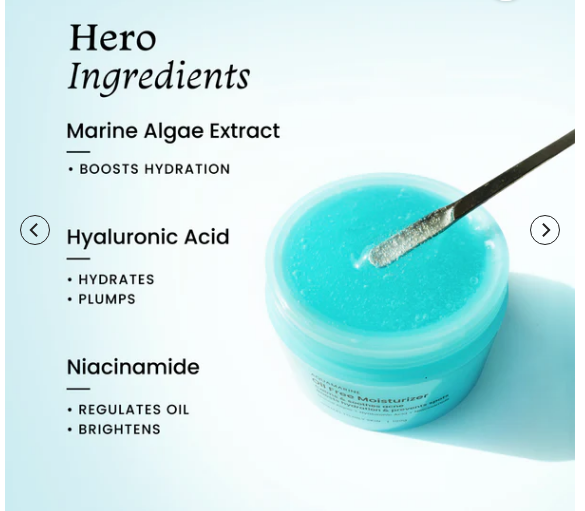 Hero
Ingredients
Marine Algae Extract
• BOOSTS HYDRATION
Hyaluronic Acid
• HYDRATES
• PLUMPS
Niacinamide
• REGULATES OIL
• BRIGHTENS
Oil Free Moisturizer